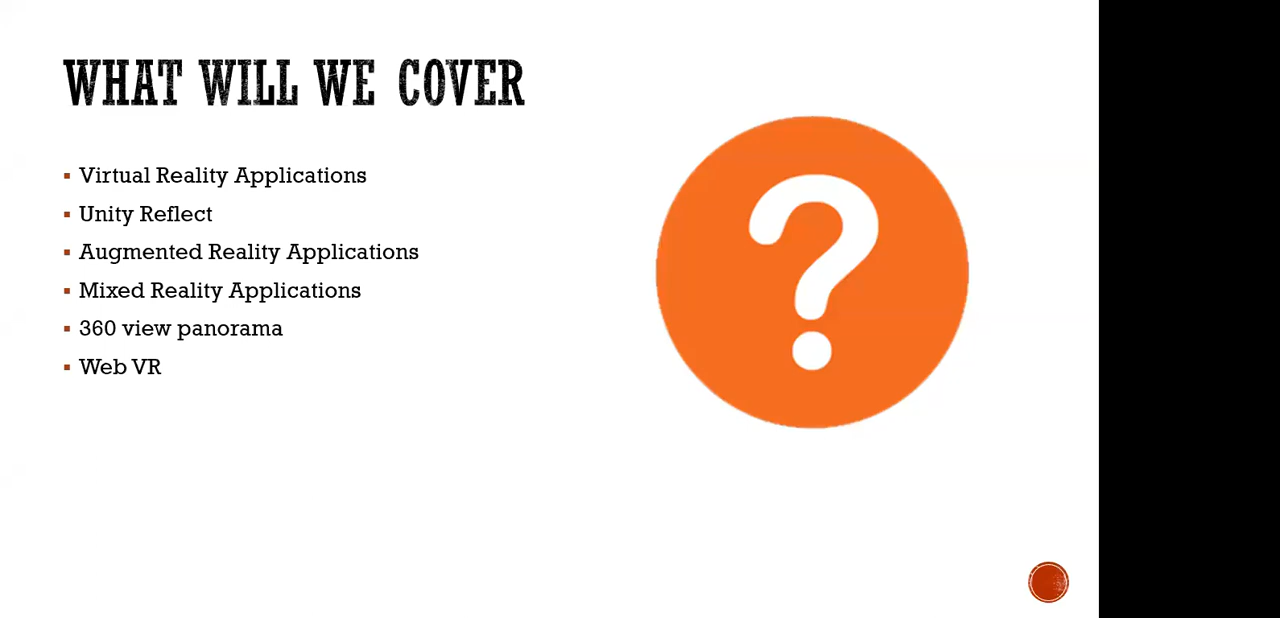 WHAT WILL WE COVER
Virtual Reality Applications
Unity Reflect
Augmented Reality Applications
Mixed Reality Applications
360 view panorama
Web VR
?